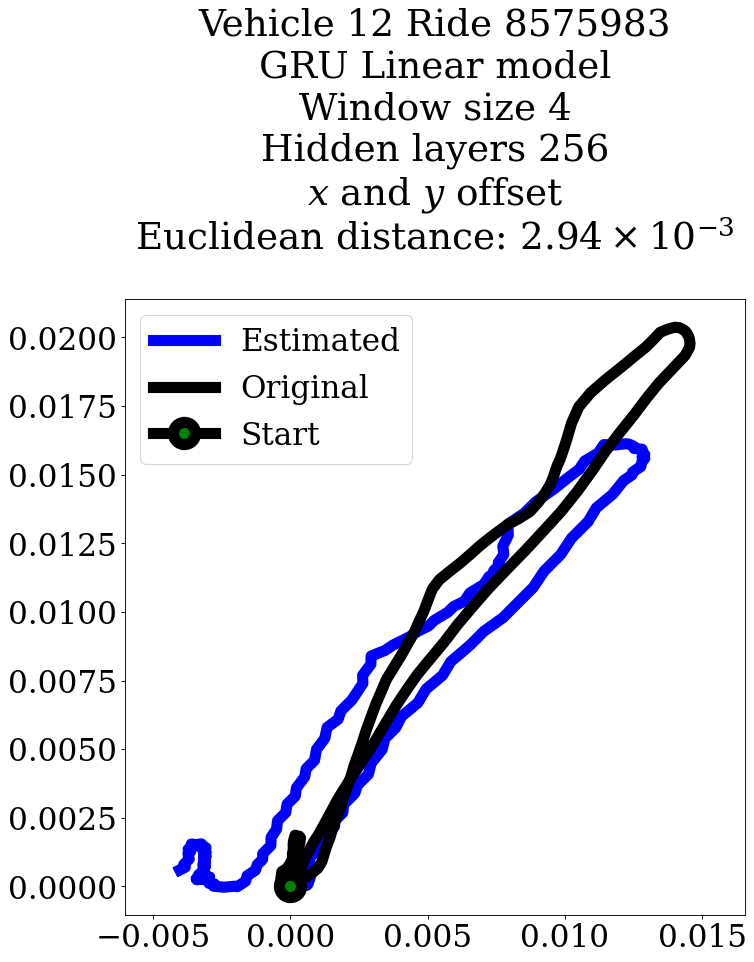 Vehicle 12 Ride 8575983
GRU Linear model
Window size 4
Hidden layers 256
x and y offset
Euclidean distance: 2.94 × 10⁻³
Estimated
Original
Start
0.0200
0.0175
0.0150
0.0125
0.0100
0.0075
0.0050
0.0025
0.0000
−0.005 0.000 0.005 0.010 0.015